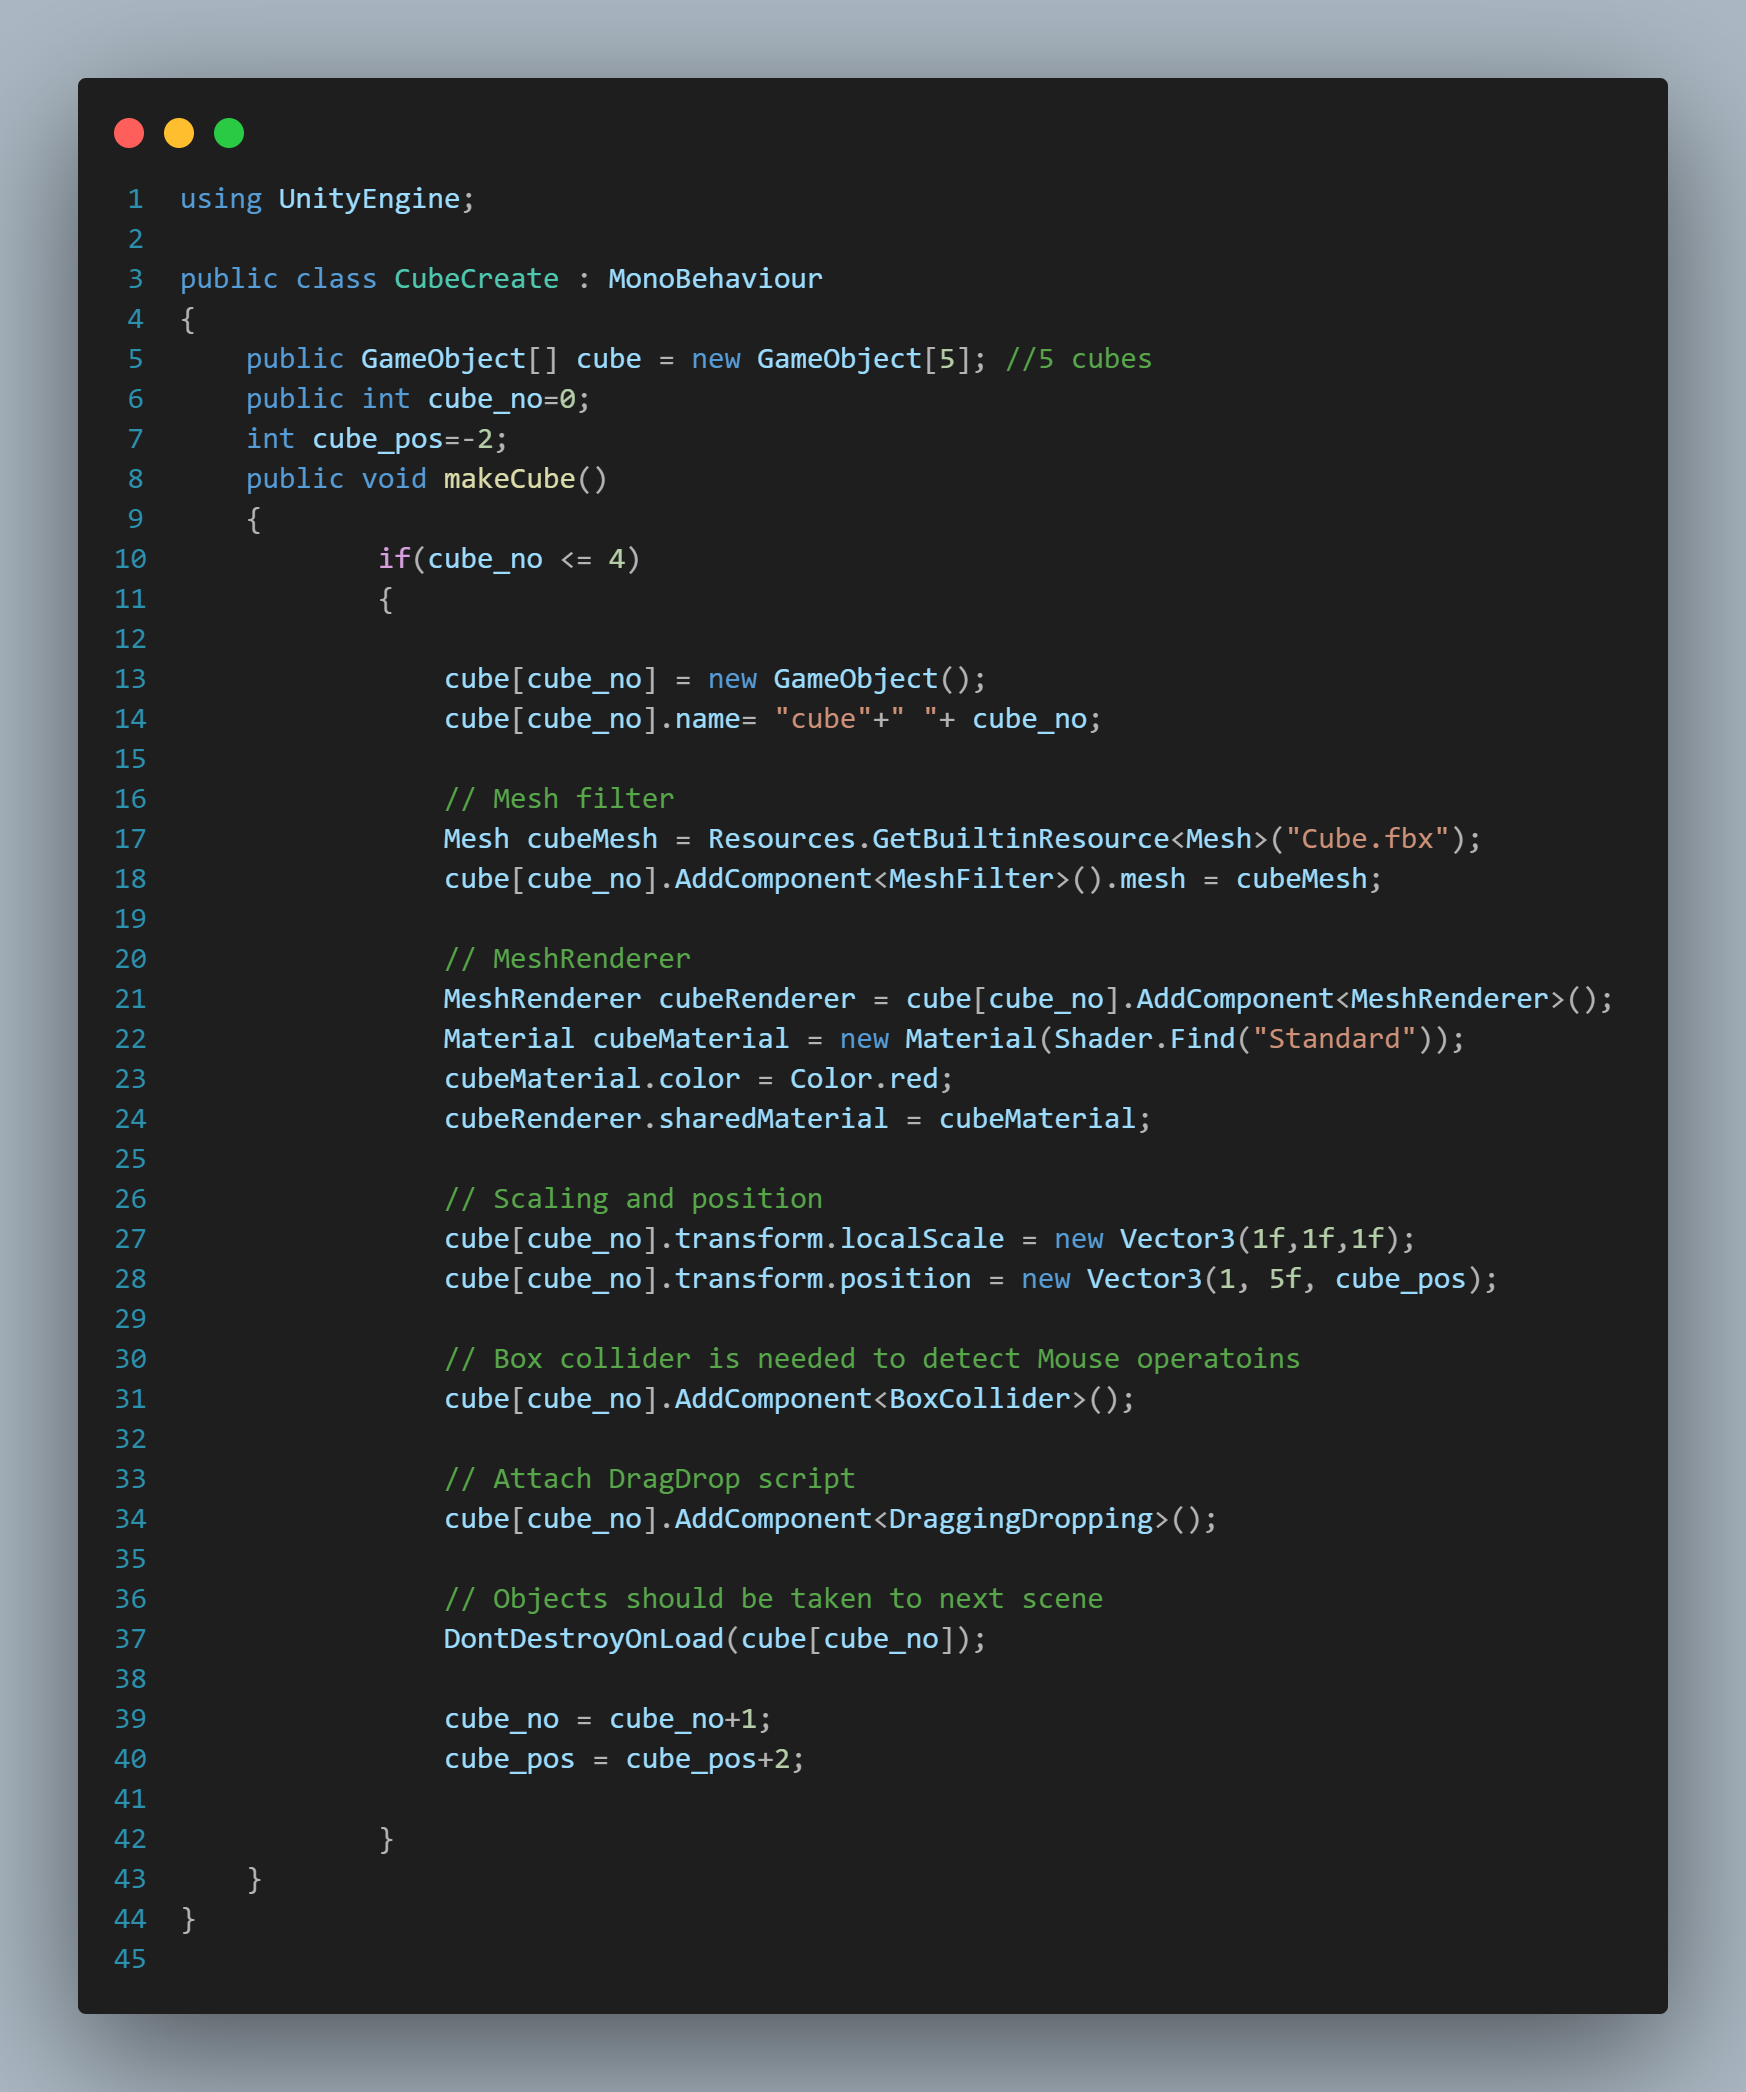 1 using UnityEngine;
2
3 public class CubeCreate : MonoBehaviour
4 {
5     public GameObject[] cube = new GameObject[5]; //5 cubes
6     public int cube_no=0;
7     int cube_pos=-2;
8     public void makeCube()
9     {
10             if(cube_no <= 4)
11             {
12
13                 cube[cube_no] = new GameObject();
14                 cube[cube_no].name= "cube"+" "+ cube_no;
15
16                 // Mesh filter
17                 Mesh cubeMesh = Resources.GetBuiltinResource<Mesh>("Cube.fbx");
18                 cube[cube_no].AddComponent<MeshFilter>().mesh = cubeMesh;
19
20                 // MeshRenderer
21                 MeshRenderer cubeRenderer = cube[cube_no].AddComponent<MeshRenderer>();
22                 Material cubeMaterial = new Material(Shader.Find("Standard"));
23                 cubeMaterial.color = Color.red;
24                 cubeRenderer.sharedMaterial = cubeMaterial;
25
26                 // Scaling and position
27                 cube[cube_no].transform.localScale = new Vector3(1f,1f,1f);
28                 cube[cube_no].transform.position = new Vector3(1, 5f, cube_pos);
29
30                 // Box collider is needed to detect Mouse operatoins
31                 cube[cube_no].AddComponent<BoxCollider>();
32
33                 // Attach DragDrop script
34                 cube[cube_no].AddComponent<DraggingDropping>();
35
36                 // Objects should be taken to next scene
37                 DontDestroyOnLoad(cube[cube_no]);
38
39                 cube_no = cube_no+1;
40                 cube_pos = cube_pos+2;
41
42             }
43     }
44 }
45